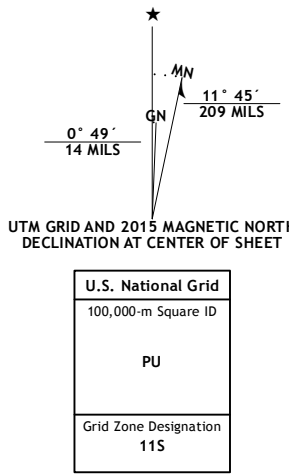 MN
GN
11° 45´
209 MILS
0° 49´
14 MILS
UTM GRID AND 2015 MAGNETIC NORTH
DECLINATION AT CENTER OF SHEET
U.S. National Grid
100,000-m Square ID
PU
Grid Zone Designation
11S